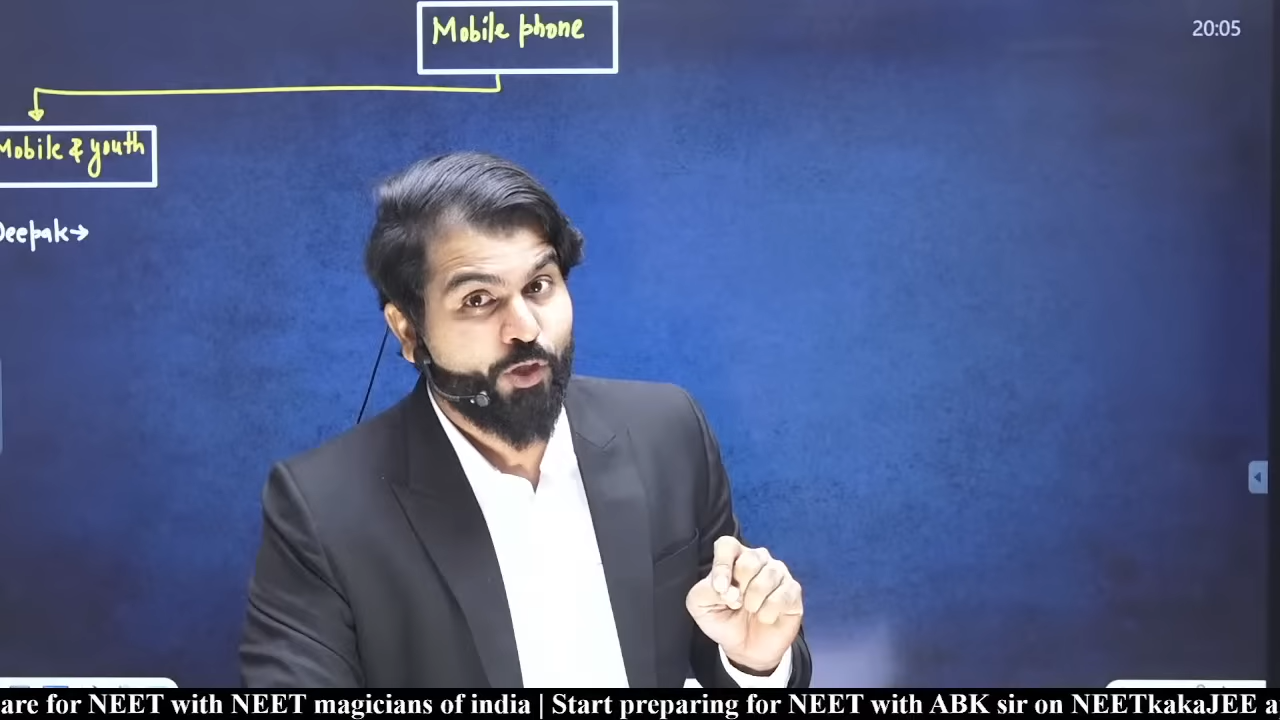 Mobile phone
20:05
Mobile & youth
Deepak→
are for NEET with NEET magicians of india | Start preparing for NEET with ABK sir on NEETkakaJEE a